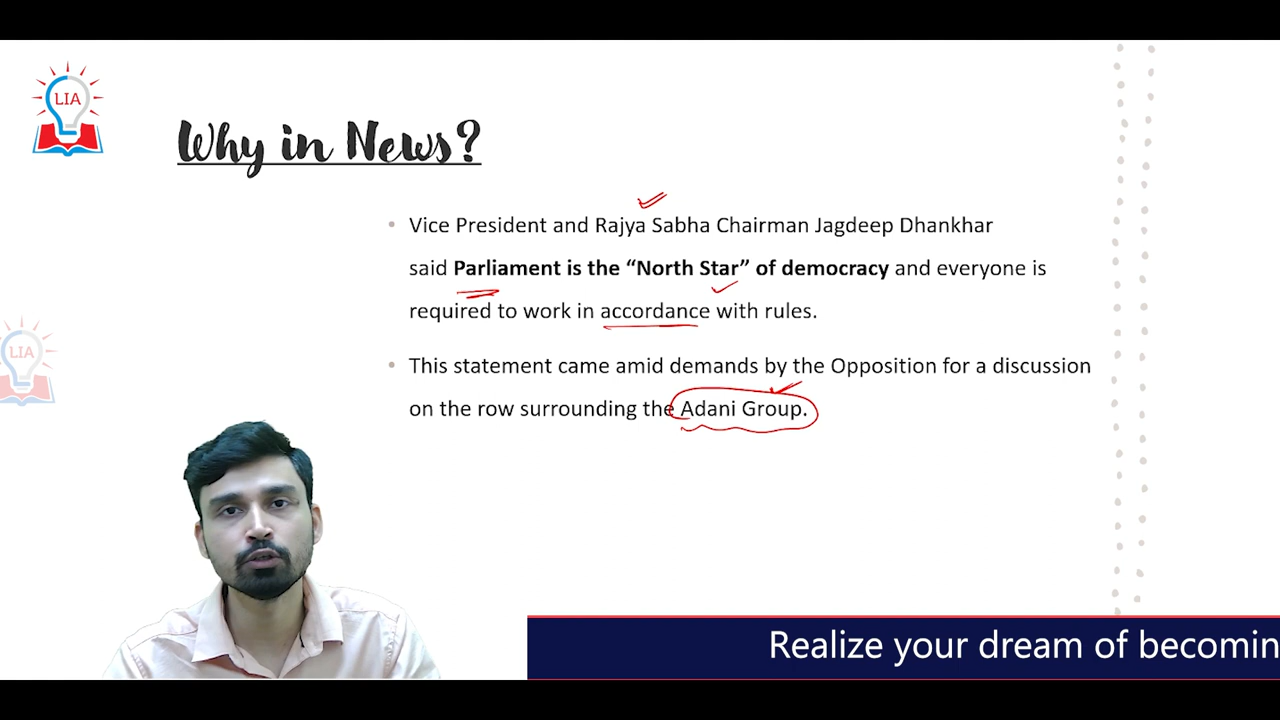 LIA
Why in News?
• Vice President and Rajya Sabha Chairman Jagdeep Dhankhar
said Parliament is the “North Star” of democracy and everyone is
required to work in accordance with rules.
• This statement came amid demands by the Opposition for a discussion
on the row surrounding the Adani Group.
LIA
Realize your dream of becomin